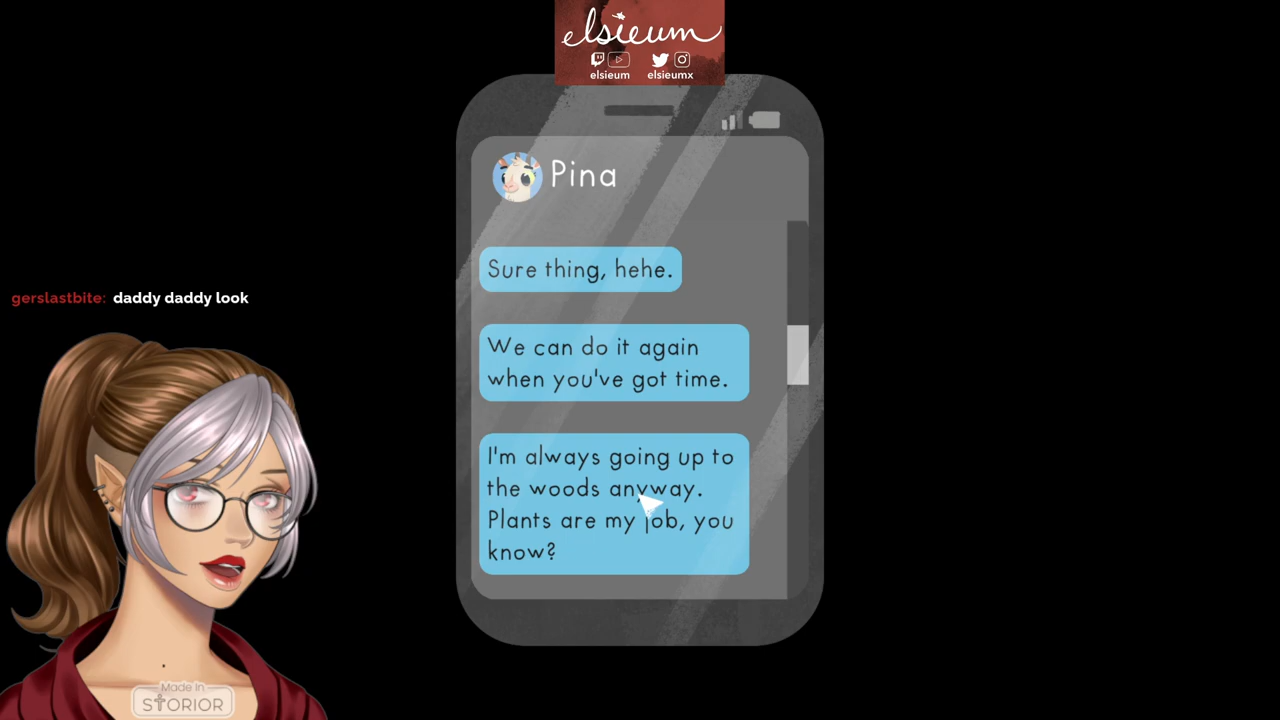 elsieum
elsieum
elsieumx
Pina
Sure thing, hehe.
We can do it again
when you've got time.
gerslastbite: daddy daddy look
I'm always going up to
the woods anyway.
Plants are my job, you
know?
Made in
STORIOR